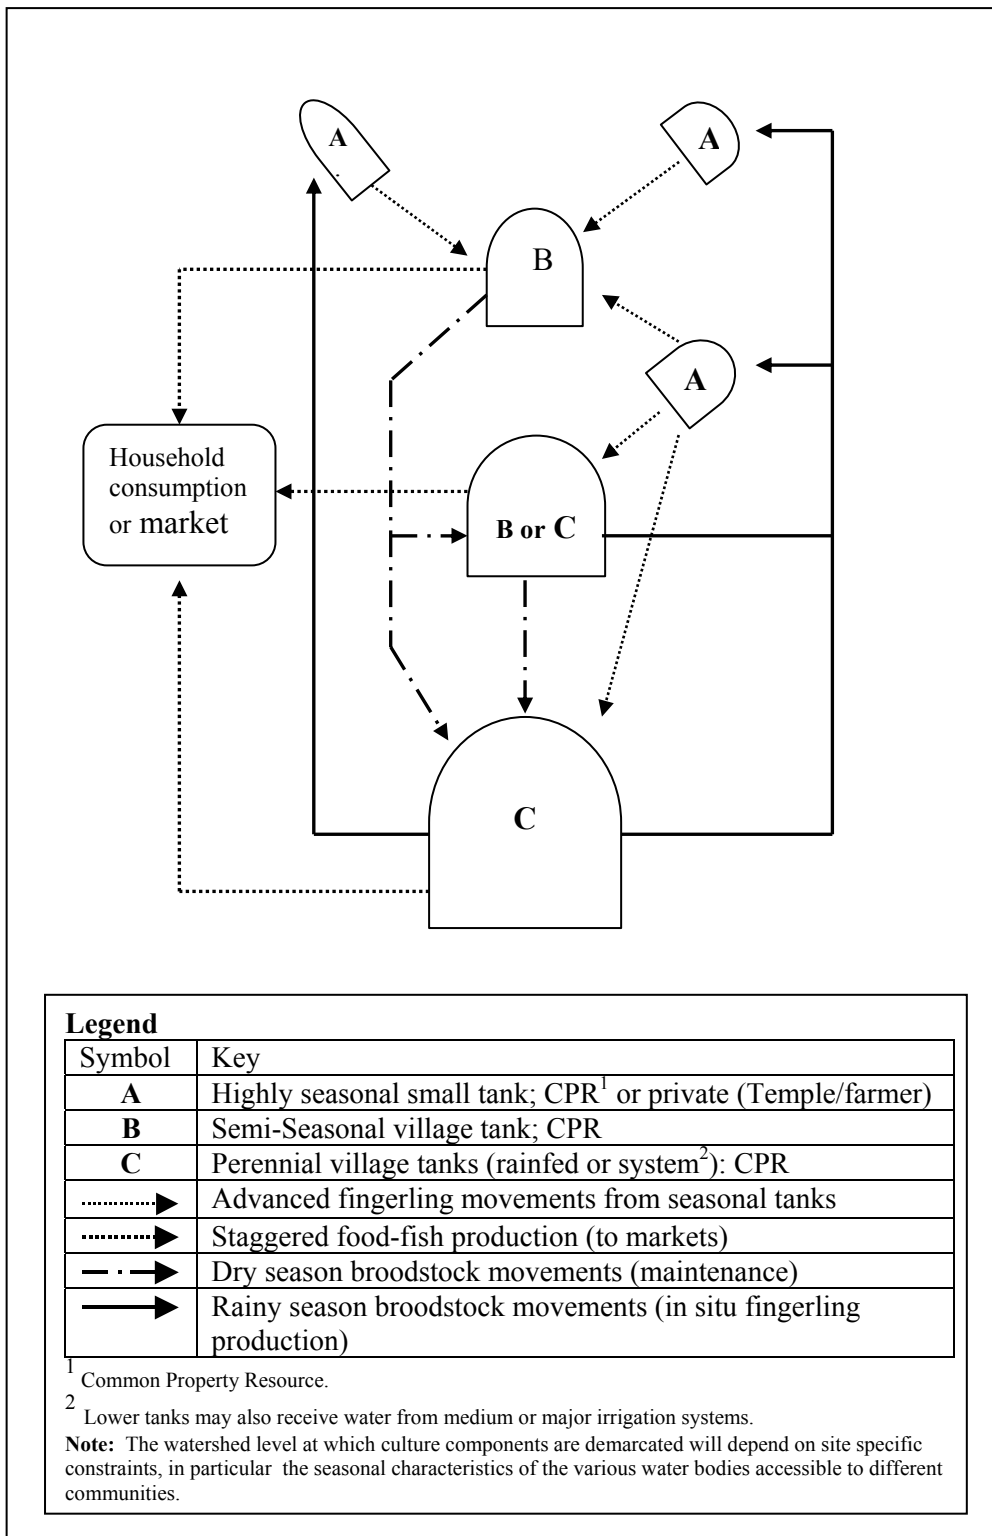 A
A
B
A
Household
consumption
or market
B or C
C
Legend
Symbol Key
A Highly seasonal small tank; CPR1 or private (Temple/farmer)
B Semi-Seasonal village tank; CPR
C Perennial village tanks (rainfed or system2): CPR
Advanced fingerling movements from seasonal tanks
Staggered food-fish production (to markets)
Dry season broodstock movements (maintenance)
Rainy season broodstock movements (in situ fingerling
production)
1 Common Property Resource.
2 Lower tanks may also receive water from medium or major irrigation systems.
Note: The watershed level at which culture components are demarcated will depend on site specific
constraints, in particular the seasonal characteristics of the various water bodies accessible to different
communities.